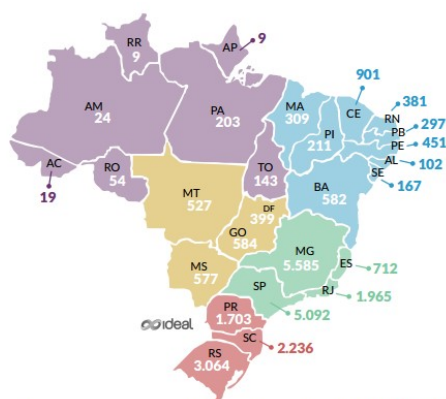 RR
9
AP
9
AM
24
PA
203
AC
19
RO
54
TO
143
MA
309
PI
211
CE
901
RN
381
PB
297
PE
451
AL
102
SE
167
BA
582
MT
527
DF
399
GO
584
MS
577
MG
5.585
ES
712
RJ
1.965
SP
5.092
PR
1.703
SC
2.236
RS
3.064
ideal